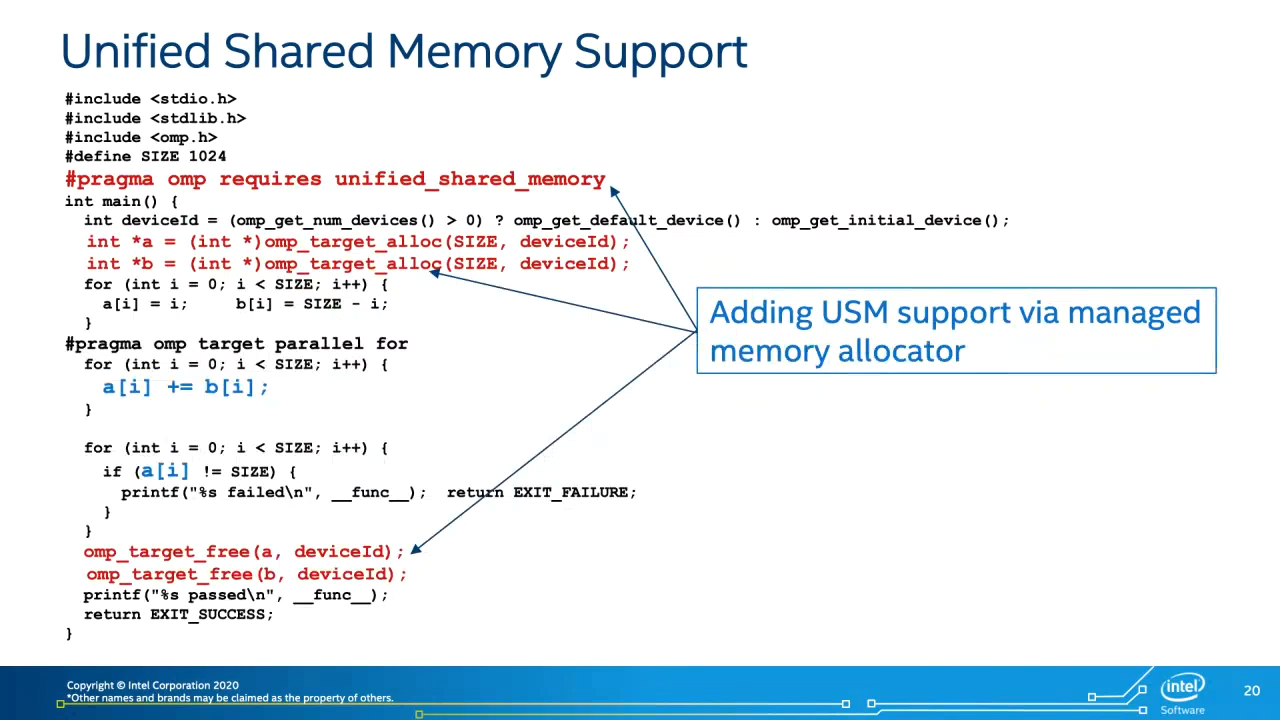 Unified Shared Memory Support
#include <stdio.h>
#include <stdlib.h>
#include <omp.h>
#define SIZE 1024
#pragma omp requires unified_shared_memory
int main() {
int deviceId = (omp_get_num_devices() > 0) ? omp_get_default_device() : omp_get_initial_device();
int *a = (int *)omp_target_alloc(SIZE, deviceId);
int *b = (int *)omp_target_alloc(SIZE, deviceId);
for (int i = 0; i < SIZE; i++) {
a[i] = i;     b[i] = SIZE - i;
}
#pragma omp target parallel for
for (int i = 0; i < SIZE; i++) {
a[i] += b[i];
}
for (int i = 0; i < SIZE; i++) {
if (a[i] != SIZE) {
printf("%s failed\n", __func__);  return EXIT_FAILURE;
}
}
omp_target_free(a, deviceId);
omp_target_free(b, deviceId);
printf("%s passed\n", __func__);
return EXIT_SUCCESS;
}
Adding USM support via managed
memory allocator
Copyright © Intel Corporation 2020
*Other names and brands may be claimed as the property of others.
intel
Software
20